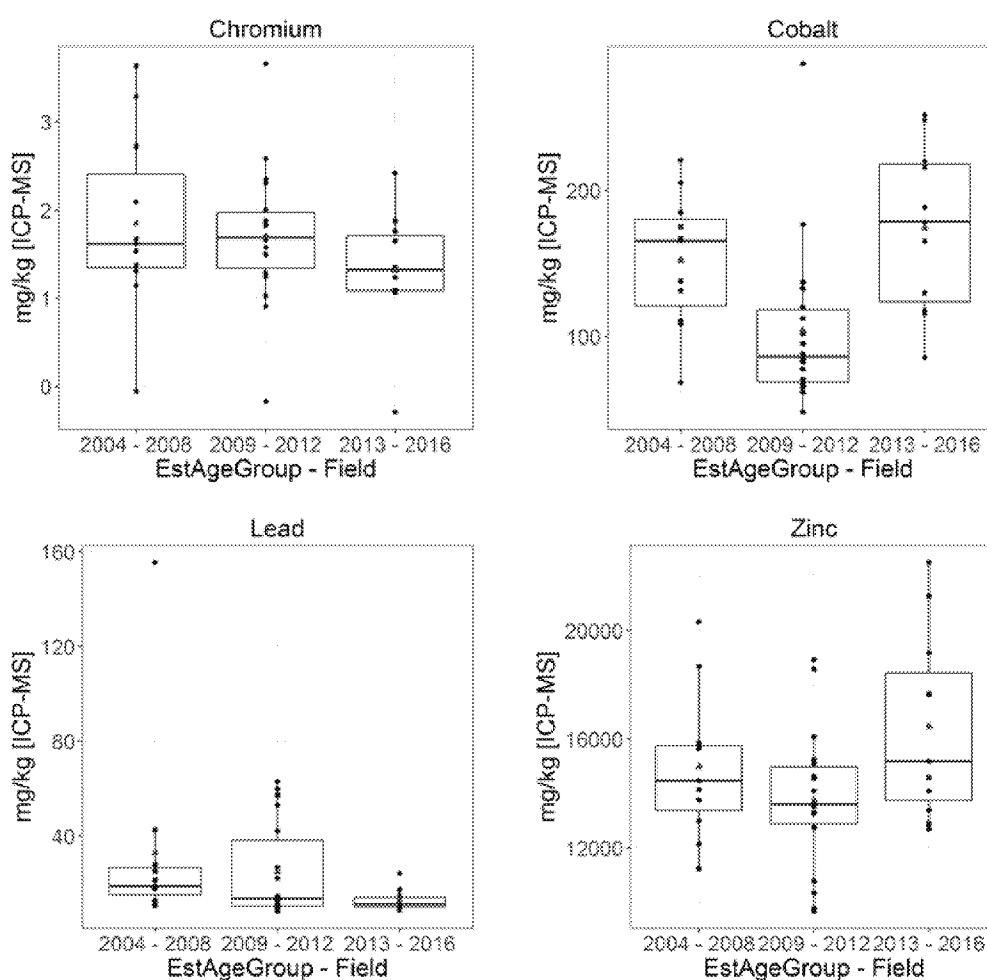 Chromium
mg/kg [ICP-MS]
3
2
1
0
2004 - 2008 2009 - 2012 2013 - 2016
EstAgeGroup - Field
Cobalt
mg/kg [ICP-MS]
200
100
2004 - 2008 2009 - 2012 2013 - 2016
EstAgeGroup - Field
Lead
mg/kg [ICP-MS]
160
120
80
40
2004 - 2008 2009 - 2012 2013 - 2016
EstAgeGroup - Field
Zinc
mg/kg [ICP-MS]
20000
16000
12000
2004 - 2008 2009 - 2012 2013 - 2016
EstAgeGroup - Field